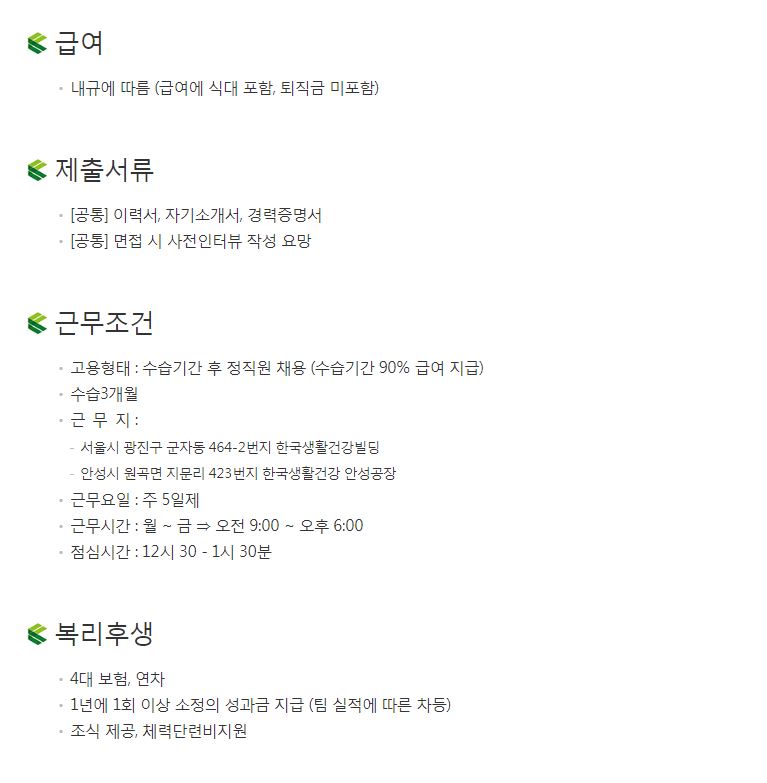 급여
내규에 따름 (급여에 식대 포함, 퇴직금 미포함)
제출서류
[공통] 이력서, 자기소개서, 경력증명서
[공통] 면접 시 사전인터뷰 작성 요망
근무조건
고용형태 : 수습기간 후 정직원 채용 (수습기간 90% 급여 지급)
수습3개월
근 무 지 :
- 서울시 광진구 군자동 464-2번지 한국생활건강빌딩
- 안성시 원곡면 지문리 423번지 한국생활건강 안성공장
근무요일 : 주 5일제
근무시간 : 월 ~ 금 ⇒ 오전 9:00 ~ 오후 6:00
점심시간 : 12시 30 - 1시 30분
복리후생
4대 보험, 연차
1년에 1회 이상 소정의 성과금 지급 (팀 실적에 따른 차등)
조식 제공, 체력단련비지원